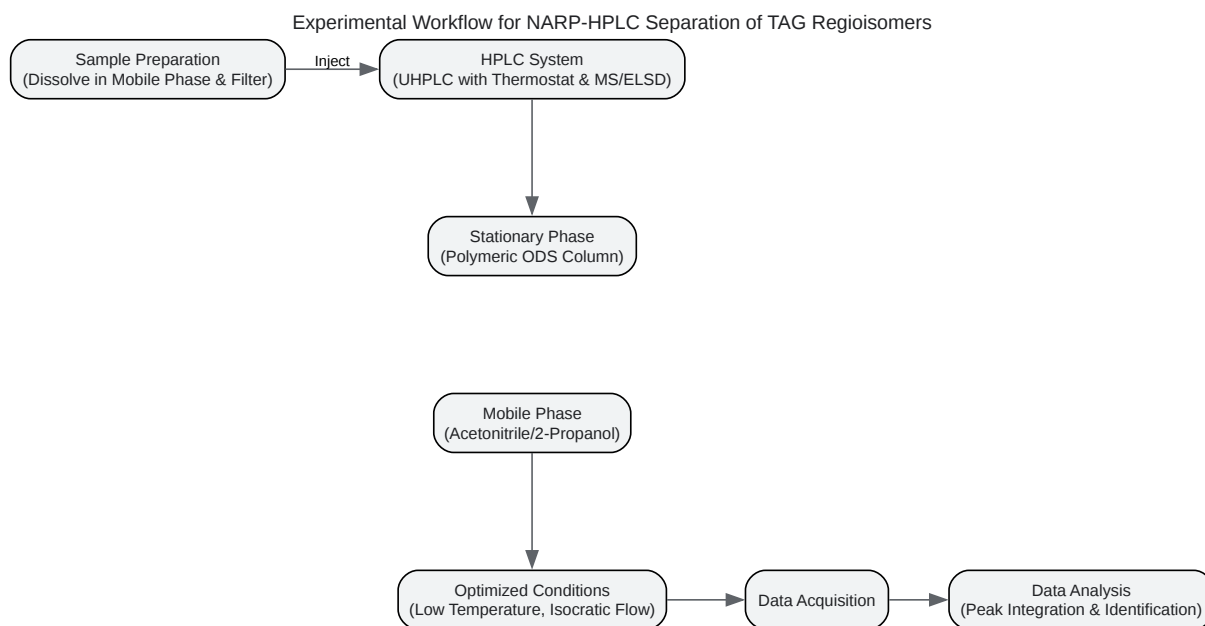 Experimental Workflow for NARP-HPLC Separation of TAG Regioisomers
Sample Preparation
(Dissolve in Mobile Phase & Filter)
Inject
HPLC System
(UHPLC with Thermostat & MS/ELSD)
Stationary Phase
(Polymeric ODS Column)
Mobile Phase
(Acetonitrile/2-Propanol)
Optimized Conditions
(Low Temperature, Isocratic Flow)
Data Acquisition
Data Analysis
(Peak Integration & Identification)